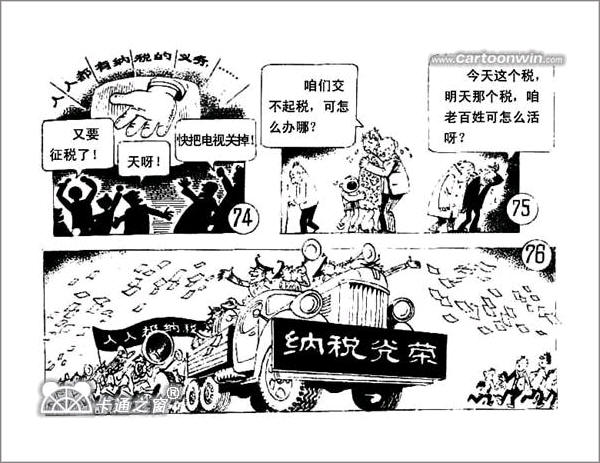 人人都有纳税的义务……
又要
征税了！
天呀！
快把电视关掉！
74
咱们交
不起税，可怎
么办哪？
今天这个税，
明天那个税，咱
老百姓可怎么活
呀？
75
76
人人都纳税
纳税光荣
www.cartoonwin.com
卡通之窗®